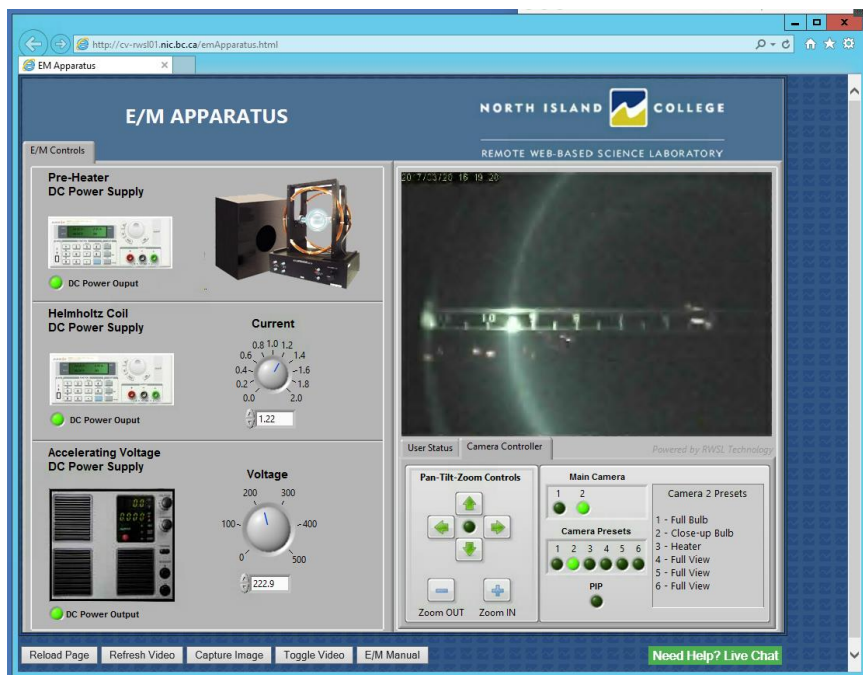 http://cv-rwsl01.nic.bc.ca/emApparatus.html
EM Apparatus
E/M APPARATUS
NORTH ISLAND COLLEGE
REMOTE WEB-BASED SCIENCE LABORATORY
E/M Controls
Pre-Heater
DC Power Supply
DC Power Ouput
Helmholtz Coil
DC Power Supply
DC Power Ouput
Current
0.8 1.0 1.2
0.6 1.4
0.4 1.6
0.2 1.8
0.0 2.0
1.22
Accelerating Voltage
DC Power Supply
DC Power Output
Voltage
200 300
100 400
0 500
222.9
2017/03/20 16 19 20
10
User Status
Camera Controller
Powered by RWSL Technology
Pan-Tilt-Zoom Controls
Zoom OUT Zoom IN
Main Camera
1 2
Camera Presets
1 2 3 4 5 6
PIP
Camera 2 Presets
1 - Full Bulb
2 - Close-up Bulb
3 - Heater
4 - Full View
5 - Full View
6 - Full View
Reload Page
Refresh Video
Capture Image
Toggle Video
E/M Manual
Need Help? Live Chat